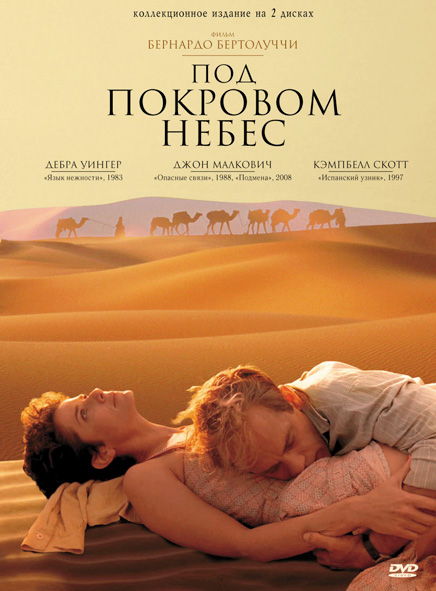 коллекционное издание на 2 дисках
ФИЛЬМ
БЕРНАРДО БЕРТОЛУЧЧИ
ПОД
ПОКРОВОМ
НЕБЕС
ДЕБРА УИНГЕР ДЖОН МАЛКОВИЧ КЭМПБЕЛЛ СКОТТ
«Язык нежности», 1983 «Опасные связи», 1988, «Подмена», 2008 «Испанский узник», 1997
DVD